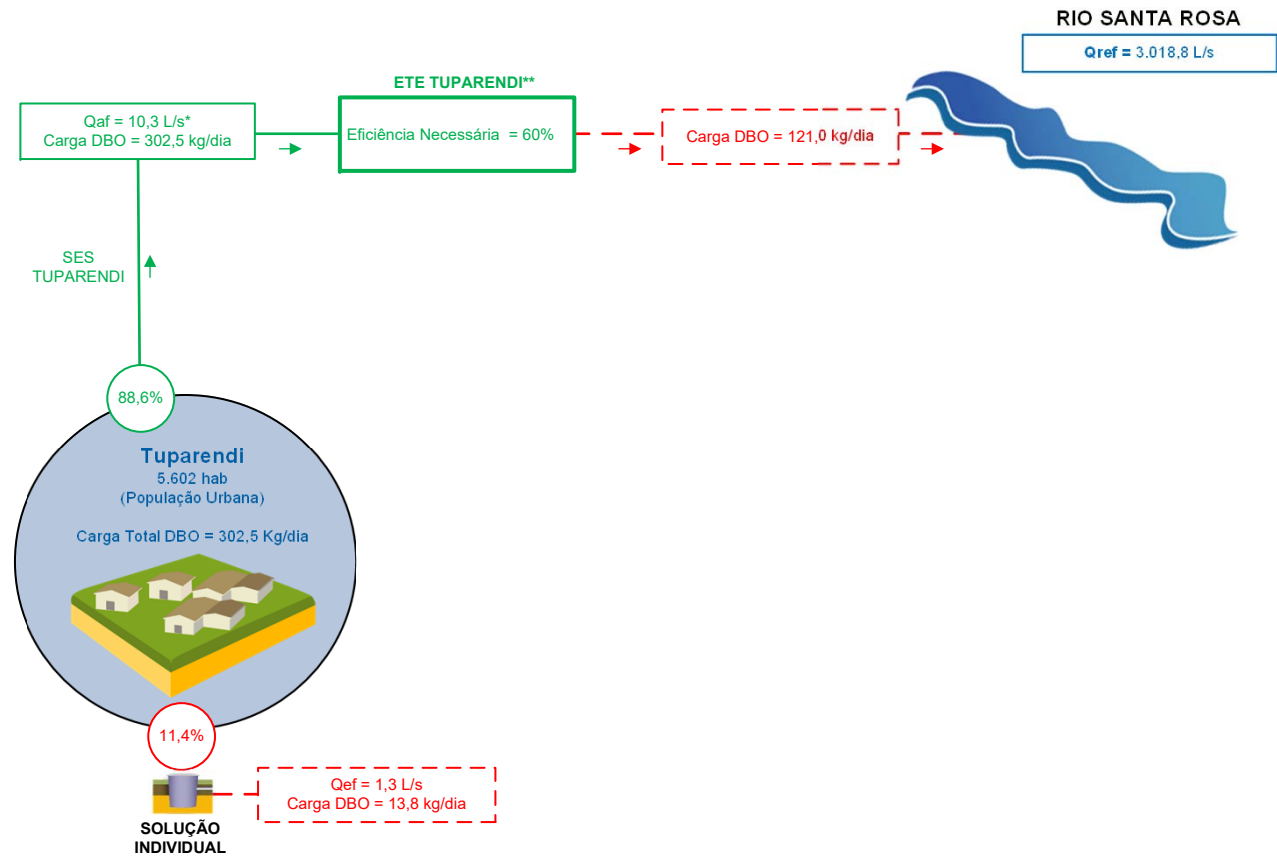 RIO SANTA ROSA
Qref = 3.018,8 L/s
ETE TUPARENDI**
Qaf = 10,3 L/s*
Carga DBO = 302,5 kg/dia
Eficiência Necessária = 60%
Carga DBO = 121,0 kg/dia
SES
TUPARENDI
88,6%
Tuparendi
5.602 hab
(População Urbana)
Carga Total DBO = 302,5 Kg/dia
11,4%
Qef = 1,3 L/s
Carga DBO = 13,8 kg/dia
SOLUÇÃO
INDIVIDUAL